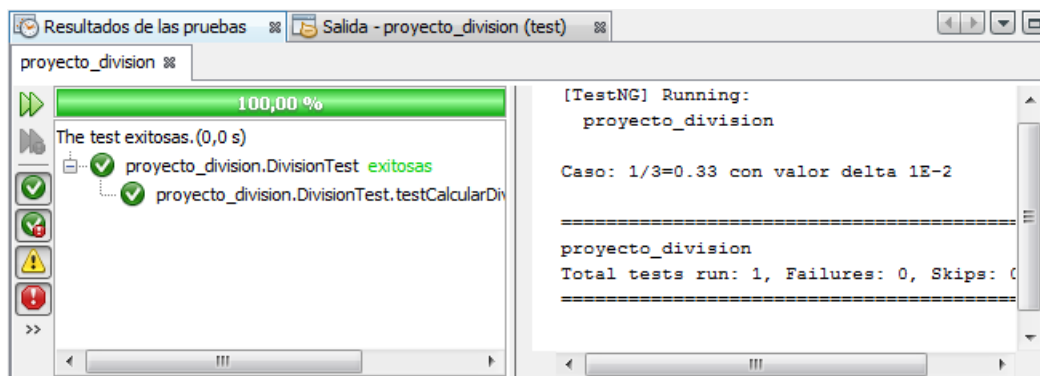 Resultados de las pruebas
Salida - proyecto_division (test)
proyecto_division
100,00 %
The test exitosas.(0,0 s)
proyecto_division.DivisionTest exitosas
proyecto_division.DivisionTest.testCalcularDiv
>>
[TestNG] Running:
proyecto_division
Caso: 1/3=0.33 con valor delta 1E-2
===============================================
proyecto_division
Total tests run: 1, Failures: 0, Skips:
===============================================